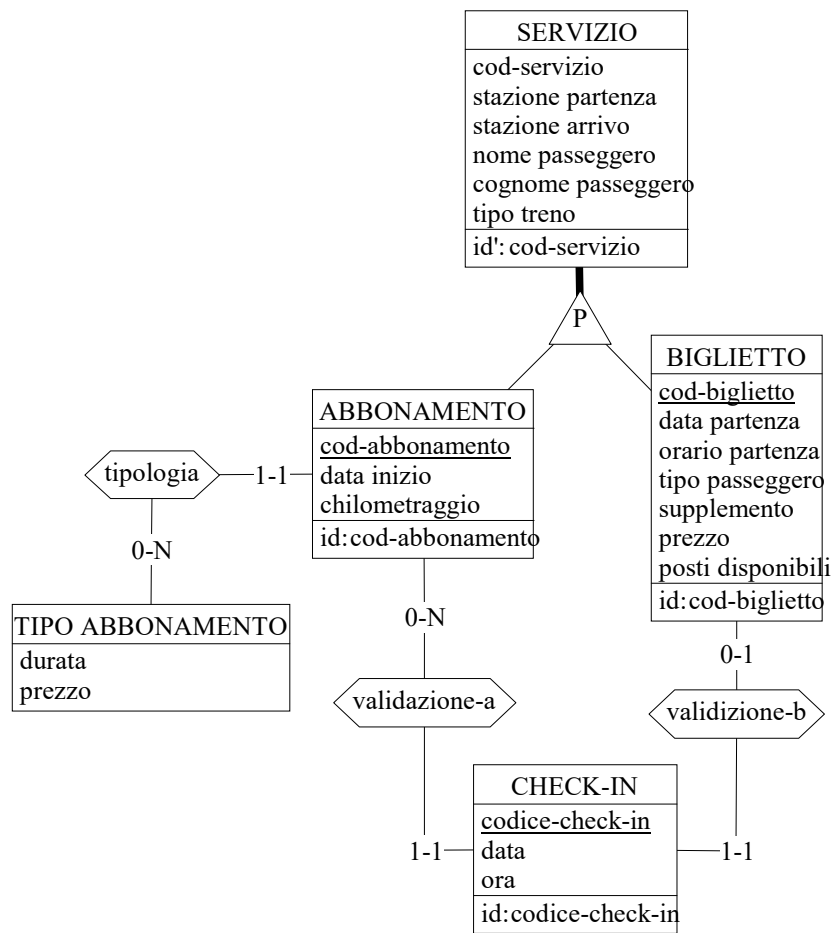 SERVIZIO
cod-servizio
stazione partenza
stazione arrivo
nome passeggero
cognome passeggero
tipo treno
id': cod-servizio
P
BIGLIETTO
cod-biglietto
data partenza
orario partenza
tipo passeggero
supplemento
prezzo
posti disponibili
id:cod-biglietto
ABBONAMENTO
cod-abbonamento
data inizio
chilometraggio
id:cod-abbonamento
tipologia
1-1
0-N
TIPO ABBONAMENTO
durata
prezzo
0-N
0-1
validazione-a
validizione-b
CHECK-IN
codice-check-in
data
ora
id:codice-check-in
1-1
1-1